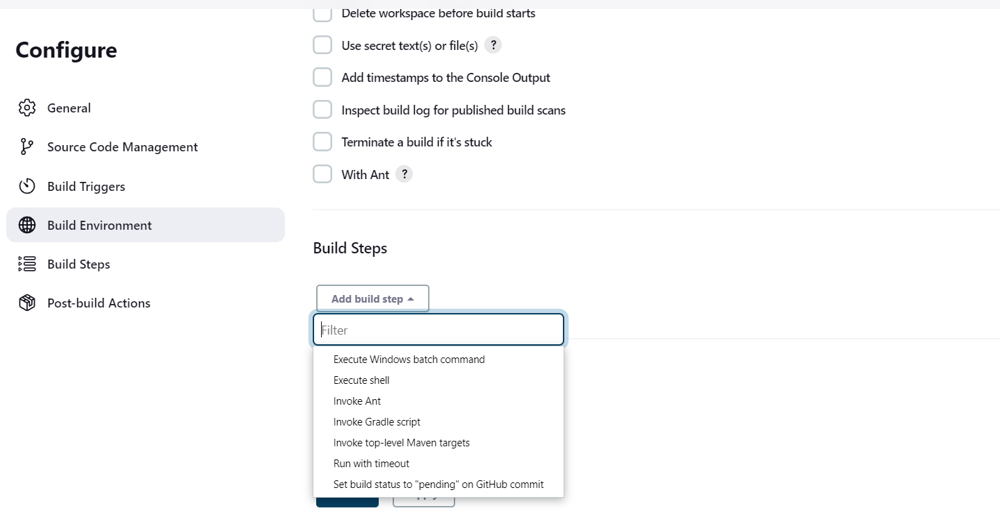 Configure
General
Source Code Management
Build Triggers
Build Environment
Build Steps
Post-build Actions
Delete workspace before build starts
Use secret text(s) or file(s) ?
Add timestamps to the Console Output
Inspect build log for published build scans
Terminate a build if it's stuck
With Ant ?
Build Steps
Add build step
Filter
Execute Windows batch command
Execute shell
Invoke Ant
Invoke Gradle script
Invoke top-level Maven targets
Run with timeout
Set build status to "pending" on GitHub commit